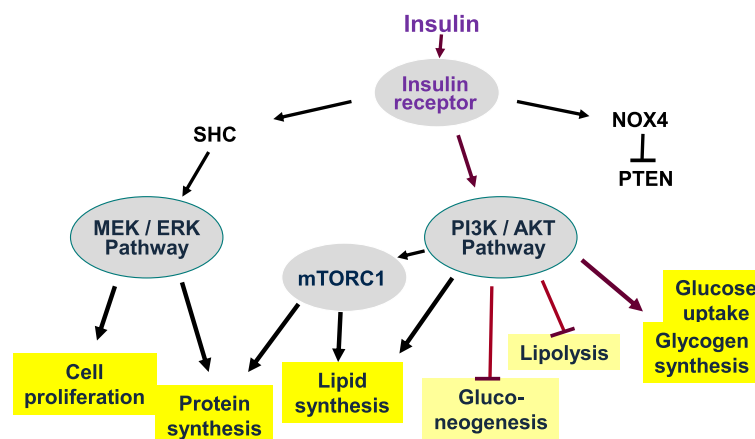 Insulin
Insulin
receptor
NOX4
SHC
PTEN
MEK / ERK
Pathway
PI3K / AKT
Pathway
mTORC1
Glucose
uptake
Glycogen
synthesis
Lipolysis
Cell
proliferation
Protein
synthesis
Lipid
synthesis
Gluco-
neogenesis